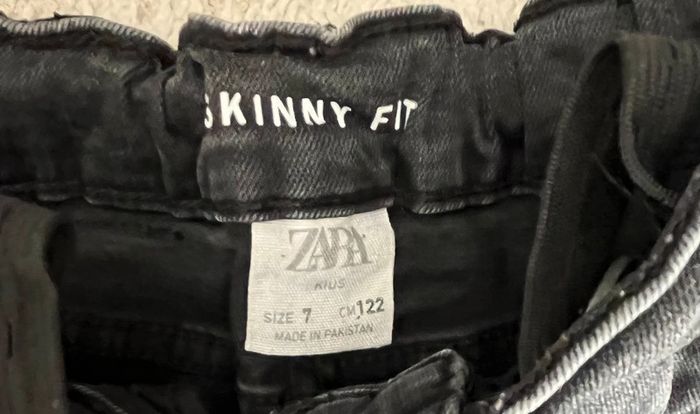 SKINNY FIT
ZARA
KIDS
SIZE 7 CM 122
MADE IN PAKISTAN